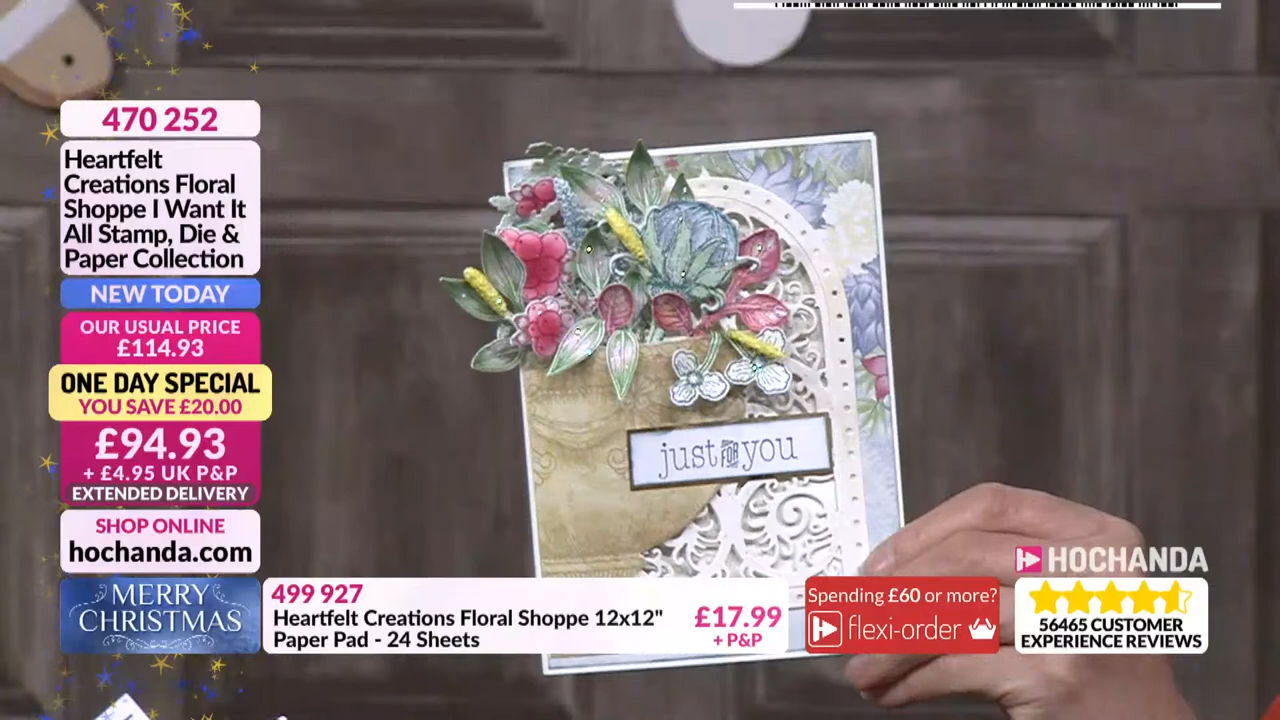 470 252
Heartfelt
Creations Floral
Shoppe I Want It
All Stamp, Die &
Paper Collection
NEW TODAY
OUR USUAL PRICE
£114.93
ONE DAY SPECIAL
YOU SAVE £20.00
£94.93
+ £4.95 UK P&P
EXTENDED DELIVERY
SHOP ONLINE
hochanda.com
just FOR you
MERRY
CHRISTMAS
499 927
Heartfelt Creations Floral Shoppe 12x12"
Paper Pad - 24 Sheets
£17.99
+ P&P
Spending £60 or more?
flexi-order
HOCHANDA
56465 CUSTOMER
EXPERIENCE REVIEWS